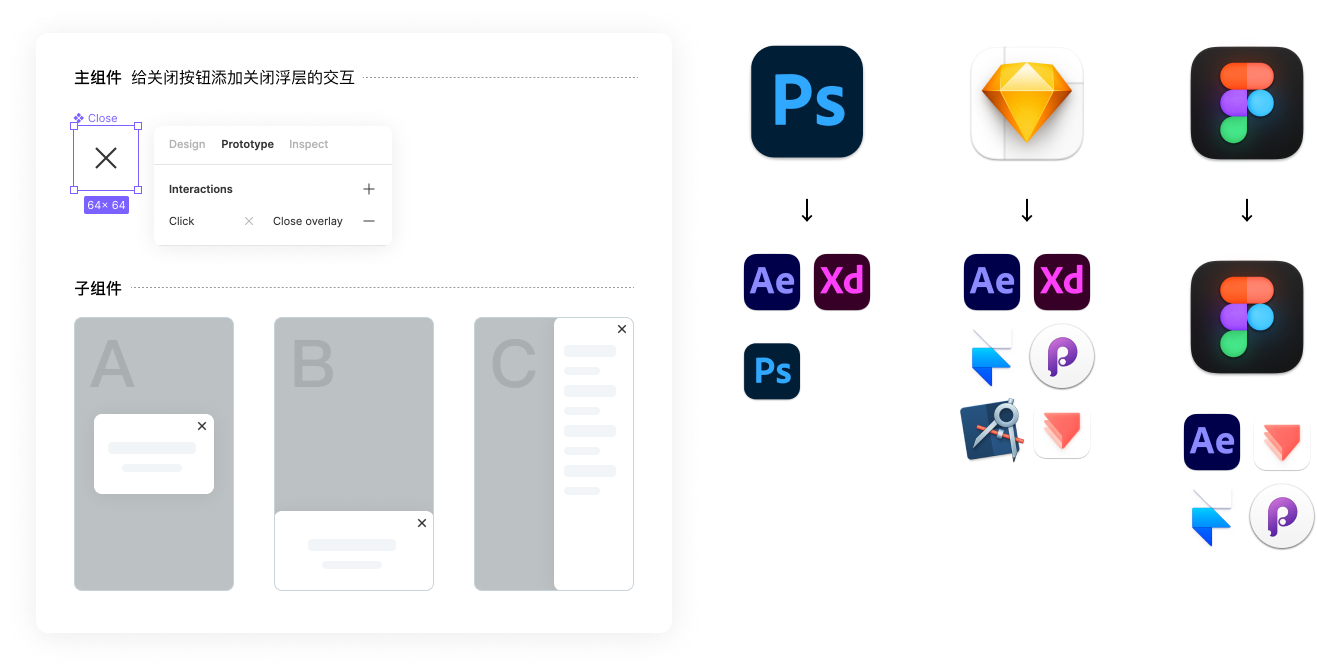 主组件 给关闭按钮添加关闭浮层的交互
Close
64× 64
Design Prototype Inspect
Interactions
Click Close overlay
子组件
A B C
Ps
Ae Xd
Ps
Ae Xd
Ae